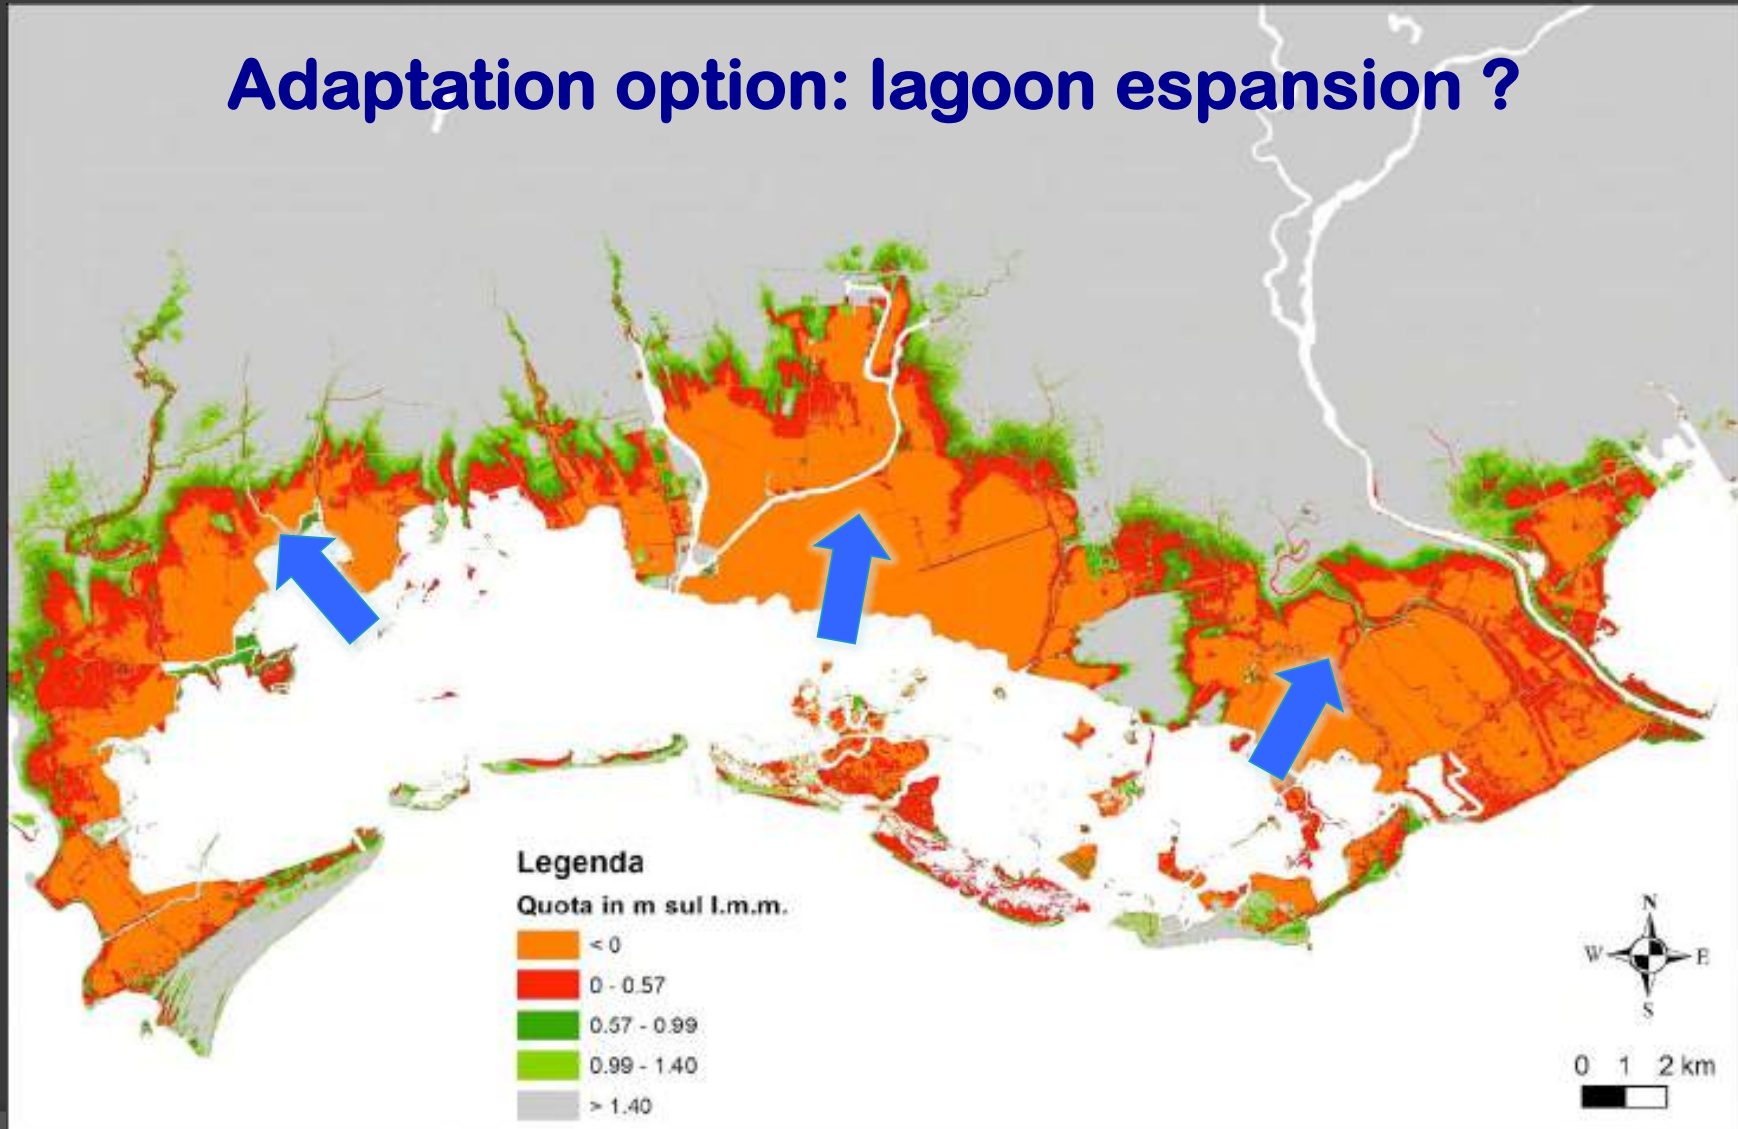 Adaptation option: lagoon espansion ?
Legenda
Quota in m sul l.m.m.
< 0
0 - 0.57
0.57 - 0.99
0.99 - 1.40
> 1.40
N
W E
S
0 1 2 km